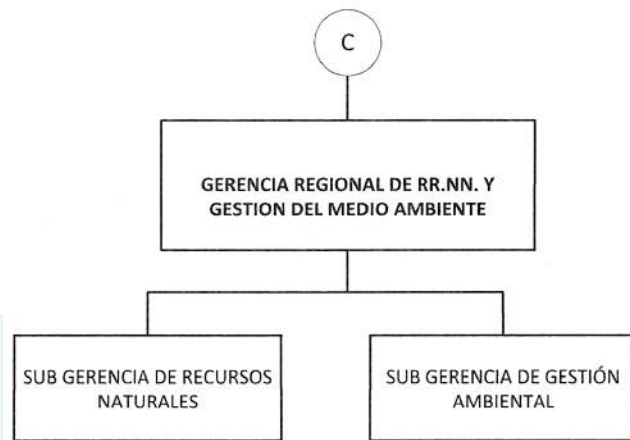 C
GERENCIA REGIONAL DE RR.NN. Y
GESTION DEL MEDIO AMBIENTE
SUB GERENCIA DE RECURSOS
NATURALES
SUB GERENCIA DE GESTIÓN
AMBIENTAL